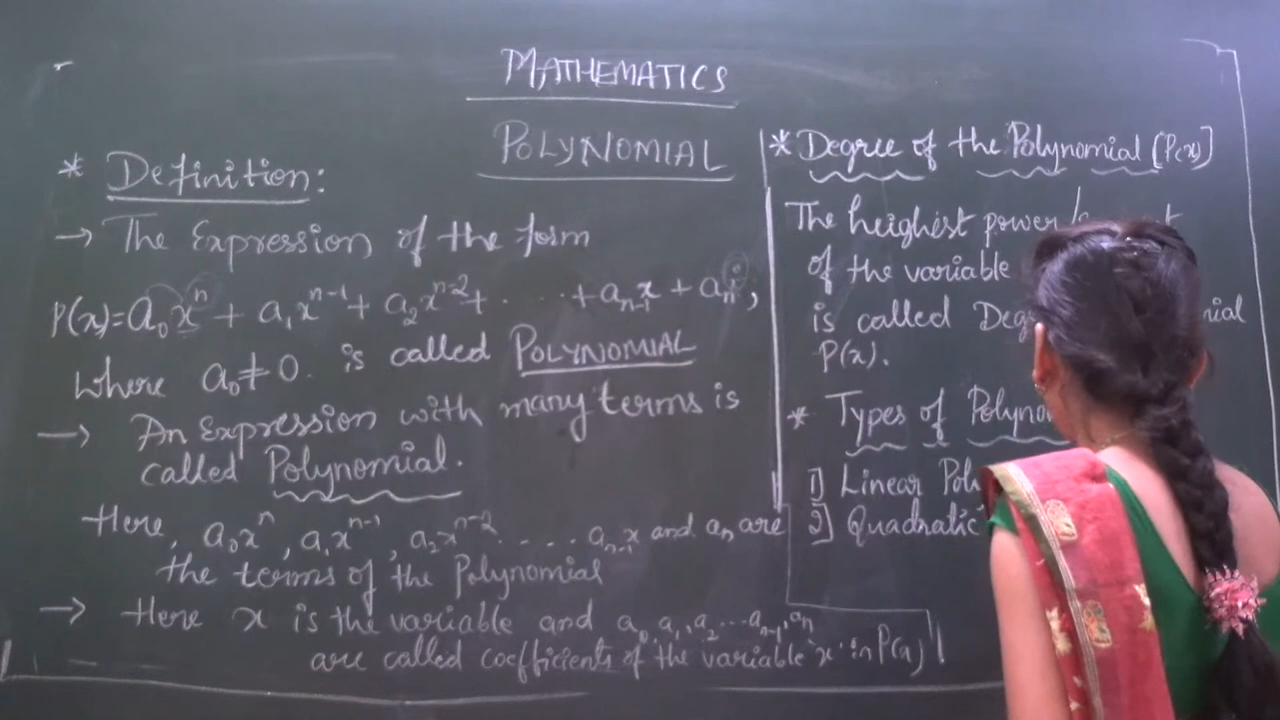 MATHEMATICS
POLYNOMIAL
* Definition:
→ The Expression of the form
P(x) = a₀xⁿ + a₁xⁿ⁻¹ + a₂xⁿ⁻² + . ... + aₙ₋₁x + aₙ,
where a₀ ≠ 0. is called POLYNOMIAL
→ An Expression with many terms is
called Polynomial.
Here, a₀xⁿ, a₁xⁿ⁻¹, a₂xⁿ⁻² . ... aₙ₋₁x and aₙ are
the terms of the Polynomial
→ Here x is the variable and a₀, a₁, a₂ ... aₙ₋₁, aₙ
are called coefficients of the variable 'x' in P(x)
* Degree of the Polynomial [P(x)]
The heighest power
of the variable
is called
P(x).
* Types of
1] Linear
2] Quadratic